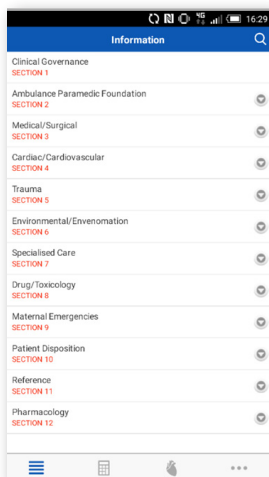 4G
16:29
Information
Clinical Governance
SECTION 1
Ambulance Paramedic Foundation
SECTION 2
Medical/Surgical
SECTION 3
Cardiac/Cardiovascular
SECTION 4
Trauma
SECTION 5
Environmental/Envenomation
SECTION 6
Specialised Care
SECTION 7
Drug/Toxicology
SECTION 8
Maternal Emergencies
SECTION 9
Patient Disposition
SECTION 10
Reference
SECTION 11
Pharmacology
SECTION 12